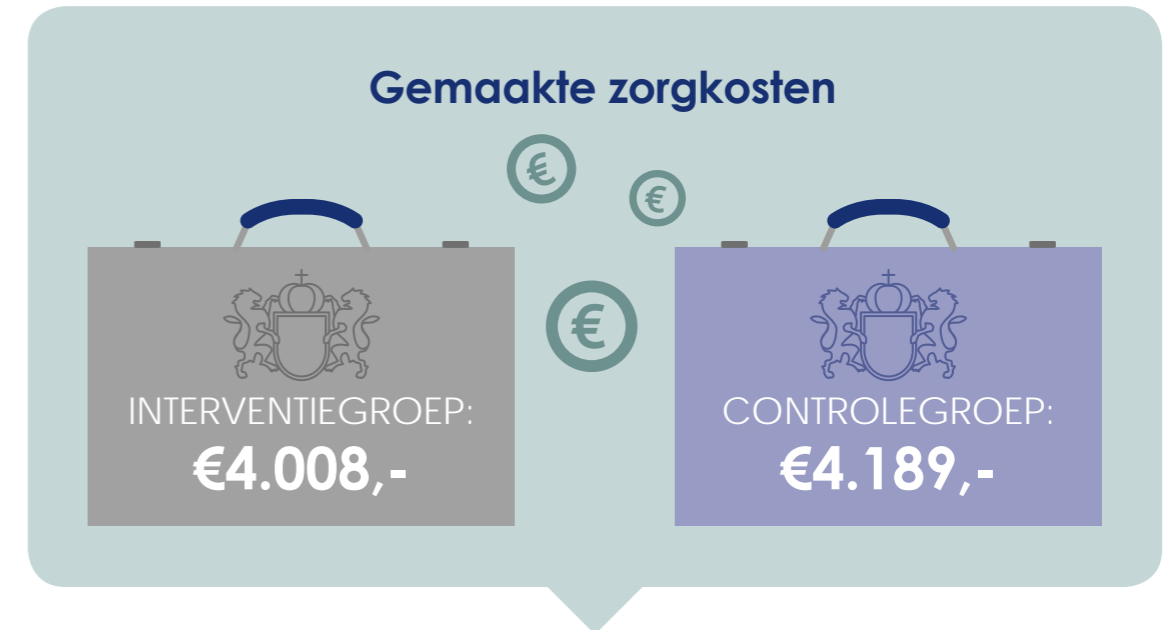 Gemaakte zorgkosten
€
€
€
INTERVENTIEGROEP:
€4.008,-
CONTROLEGROEP:
€4.189,-